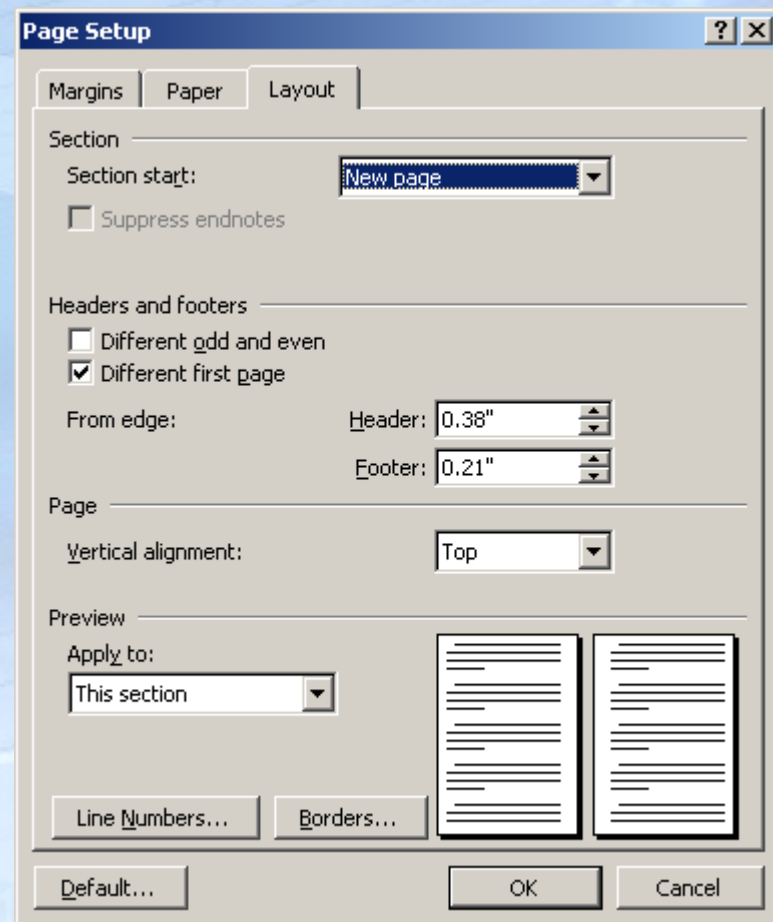 Page Setup
Margins Paper Layout
Section
Section start: New page
Suppress endnotes
Headers and footers
Different odd and even
Different first page
From edge: Header: 0.38"
Footer: 0.21"
Page
Vertical alignment: Top
Preview
Apply to:
This section
Line Numbers... Borders...
Default... OK Cancel